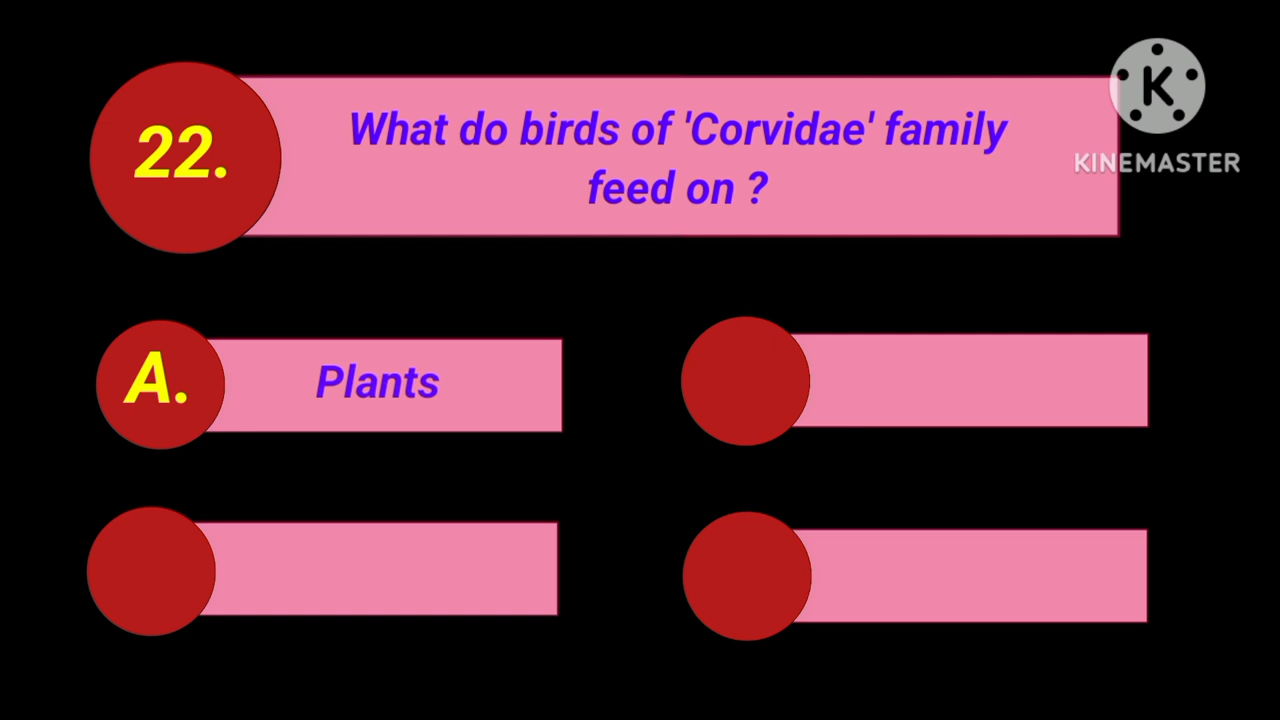 22.
What do birds of 'Corvidae' family
feed on ?
K
KINEMASTER
A.
Plants